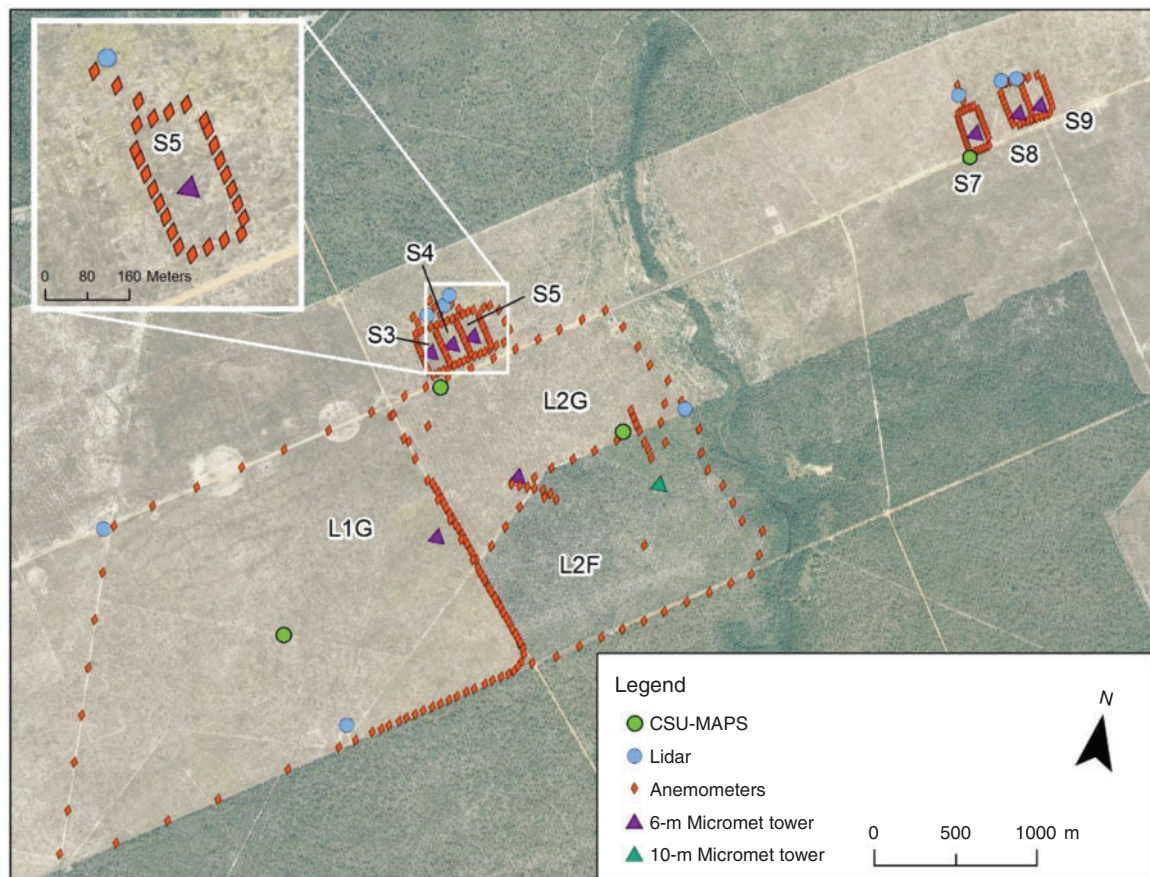 S5
0 80 160 Meters
S9
S8
S7
S4
S5
S3
L2G
L1G
L2F
Legend
CSU-MAPS
Lidar
Anemometers
6-m Micromet tower
10-m Micromet tower
N
0 500 1000 m